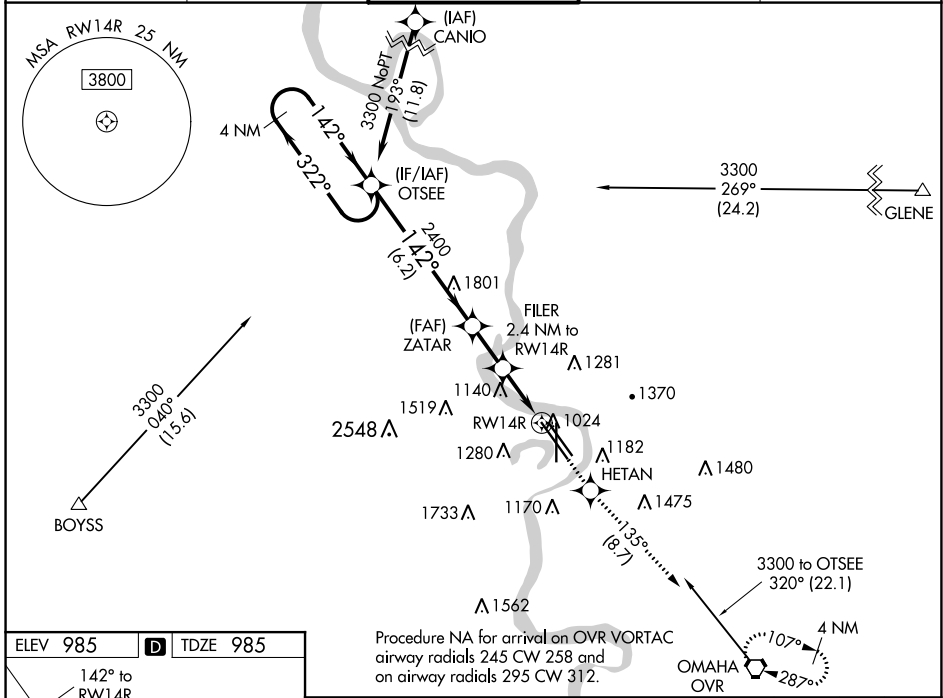 MSA RW14R 25 NM
3800
(IAF)
CANIO
3300 NoPT
193°
(11.8)
4 NM
142°
322°
(IF/IAF)
OTSEE
3300
269°
(24.2)
GLENE
2400
142°
(6.2)
1801
(FAF)
ZATAR
FILER
2.4 NM to
RW14R
1281
1140
1370
1519
2548
RW14R
1024
1280
1182
HETAN
1480
1475
1733
1170
3300
040°
(15.6)
BOYSS
135°
(8.7)
3300 to OTSEE
320° (22.1)
1562
107°
4 NM
287°
OMAHA
OVR
Procedure NA for arrival on OVR VORTAC
airway radials 245 CW 258 and
on airway radials 295 CW 312.
ELEV 985 D TDZE 985
142° to
RW14R